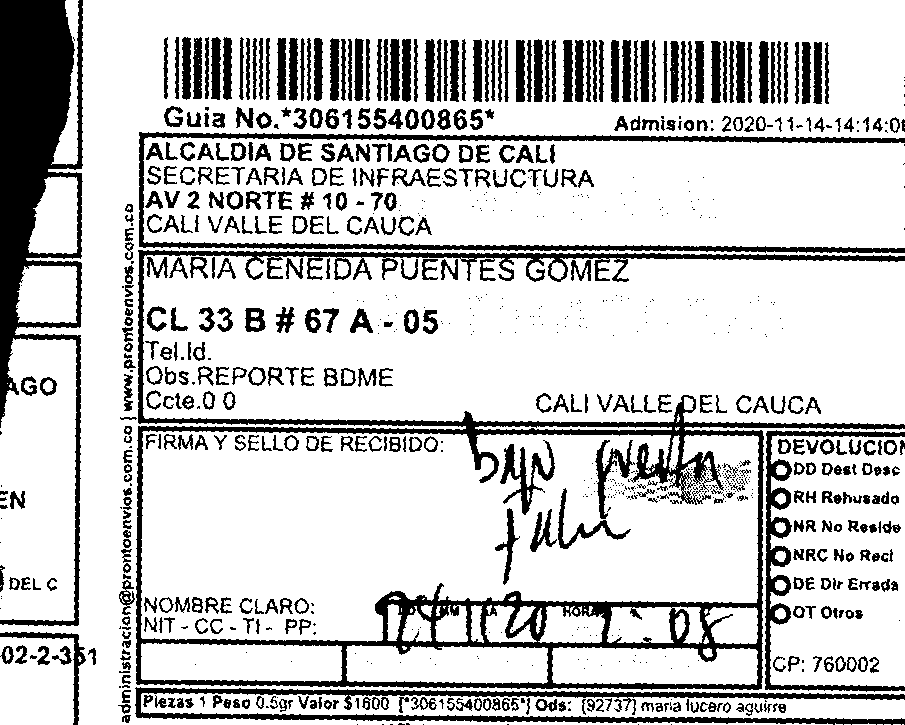 Guia No.*306155400865*
Admision: 2020-11-14-14:14:0
ALCALDIA DE SANTIAGO DE CALI
SECRETARIA DE INFRAESTRUCTURA
AV 2 NORTE # 10 - 70
CALI VALLE DEL CAUCA
MARIA CENEIDA PUENTES GOMEZ
CL 33 B # 67 A - 05
Tel.Id.
Obs.REPORTE BDME
Ccte.0 0
CALI VALLE DEL CAUCA
administracion@prontoenvios.com.co | www.prontoenvios.com.co
FIRMA Y SELLO DE RECIBIDO:
bajo puerta
NOMBRE CLARO:
NIT - CC - TI - PP:
HORA
DEVOLUCION
DD Dest Desc
RH Rehusado
NR No Reside
NRC No Recl
DE Dir Errada
OT Otros
CP: 760002
Piezas 1 Peso 0.5gr Valor $1600 [*306155400865*] Ods: {92737} maria lucero aguirre
AGO
EN
DEL C
02-2-351